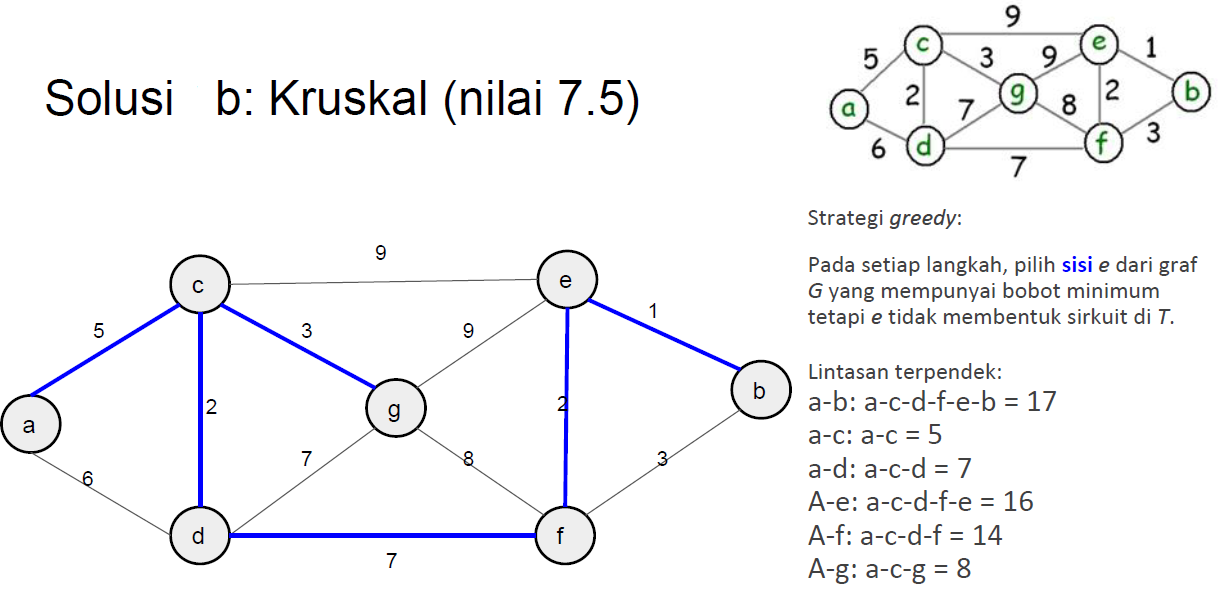 Solusi b: Kruskal (nilai 7.5)
9
5 c 3 9 e 1
a 2 7 g 8 2 b
6 d 7 f 3
Strategi greedy:
Pada setiap langkah, pilih sisi e dari graf
G yang mempunyai bobot minimum
tetapi e tidak membentuk sirkuit di T.
Lintasan terpendek:
a-b: a-c-d-f-e-b = 17
a-c: a-c = 5
a-d: a-c-d = 7
A-e: a-c-d-f-e = 16
A-f: a-c-d-f = 14
A-g: a-c-g = 8
9
c e
5 3 9 1
a 2 g 2 b
6 7 8 3
d f
7